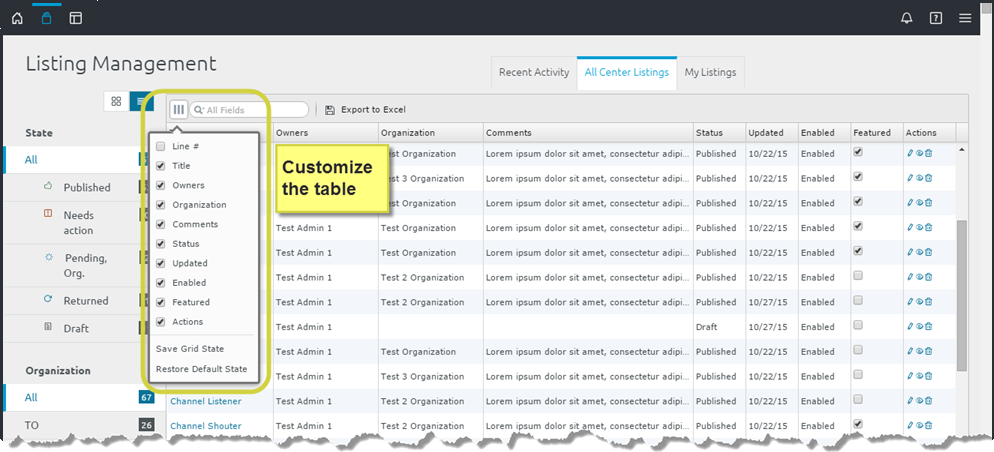 Listing Management
Recent Activity
All Center Listings
My Listings
All Fields
Export to Excel
State
All
Published
Needs
action
Pending,
Org.
Returned
Draft
Organization
All
67
TO
26
Line #
Title
Owners
Organization
Comments
Status
Updated
Enabled
Featured
Actions
Save Grid State
Restore Default State
Customize
the table
Owners Organization Comments Status Updated Enabled Featured Actions
Organization Lorem ipsum dolor sit amet, consectetur adipi... Published 10/22/15 Enabled
3 Organization Lorem ipsum dolor sit amet, consectetur adipi... Published 10/27/15 Enabled
Organization Lorem ipsum dolor sit amet, consectetur adipi... Published 10/22/15 Enabled
Test Admin 1 Test Organization Lorem ipsum dolor sit amet, consectetur adipi... Published 10/22/15 Enabled
Test Admin 1 Test Organization Lorem ipsum dolor sit amet, consectetur adipi... Published 10/22/15 Enabled
Test Admin 1 Test 2 Organization Lorem ipsum dolor sit amet, consectetur adipi... Published 10/22/15 Enabled
Test Admin 1 Test 2 Organization Lorem ipsum dolor sit amet, consectetur adipi... Published 10/27/15 Enabled
Test Admin 1 Draft 10/27/15 Enabled
Test Admin 1 Test Organization Lorem ipsum dolor sit amet, consectetur adipi... Published 10/22/15 Enabled
Test Admin 1 Test 3 Organization Lorem ipsum dolor sit amet, consectetur adipi... Published 10/22/15 Enabled
Channel Listener Test Admin 1 Test 2 Organization Lorem ipsum dolor sit amet, consectetur adipi... Published 10/22/15 Enabled
Channel Shouter Test Admin 1 Test 2 Organization Lorem ipsum dolor sit amet, consectetur adipi... Published 10/22/15 Enabled